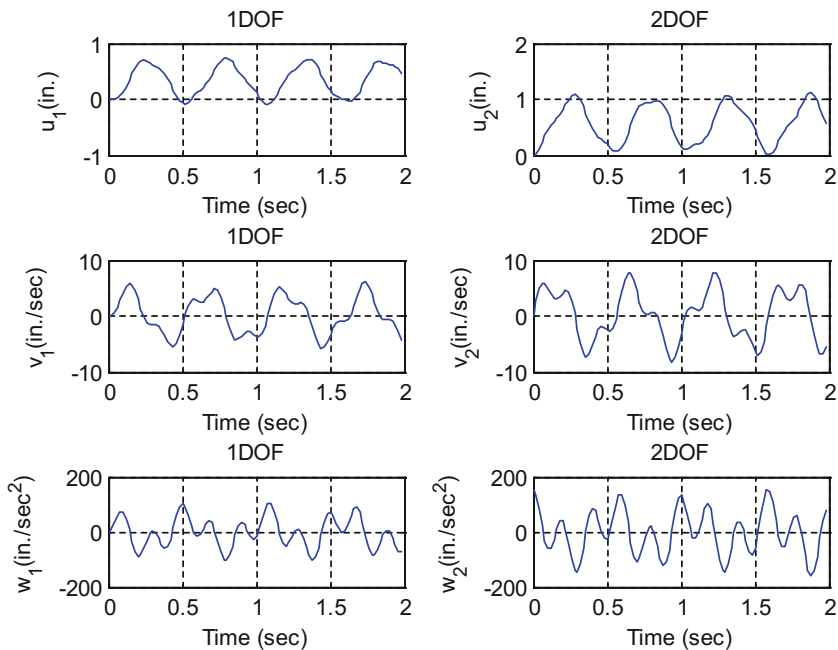 1DOF
2DOF
1
0
-1
u1(in.)
2
1
0
u2(in.)
0 0.5 1 1.5 2
0 0.5 1 1.5 2
Time (sec)
Time (sec)
1DOF
2DOF
10
0
-10
v1(in./sec)
10
0
-10
v2(in./sec)
0 0.5 1 1.5 2
0 0.5 1 1.5 2
Time (sec)
Time (sec)
1DOF
2DOF
200
0
-200
w1(in./sec2)
200
0
-200
w2(in./sec2)
0 0.5 1 1.5 2
0 0.5 1 1.5 2
Time (sec)
Time (sec)